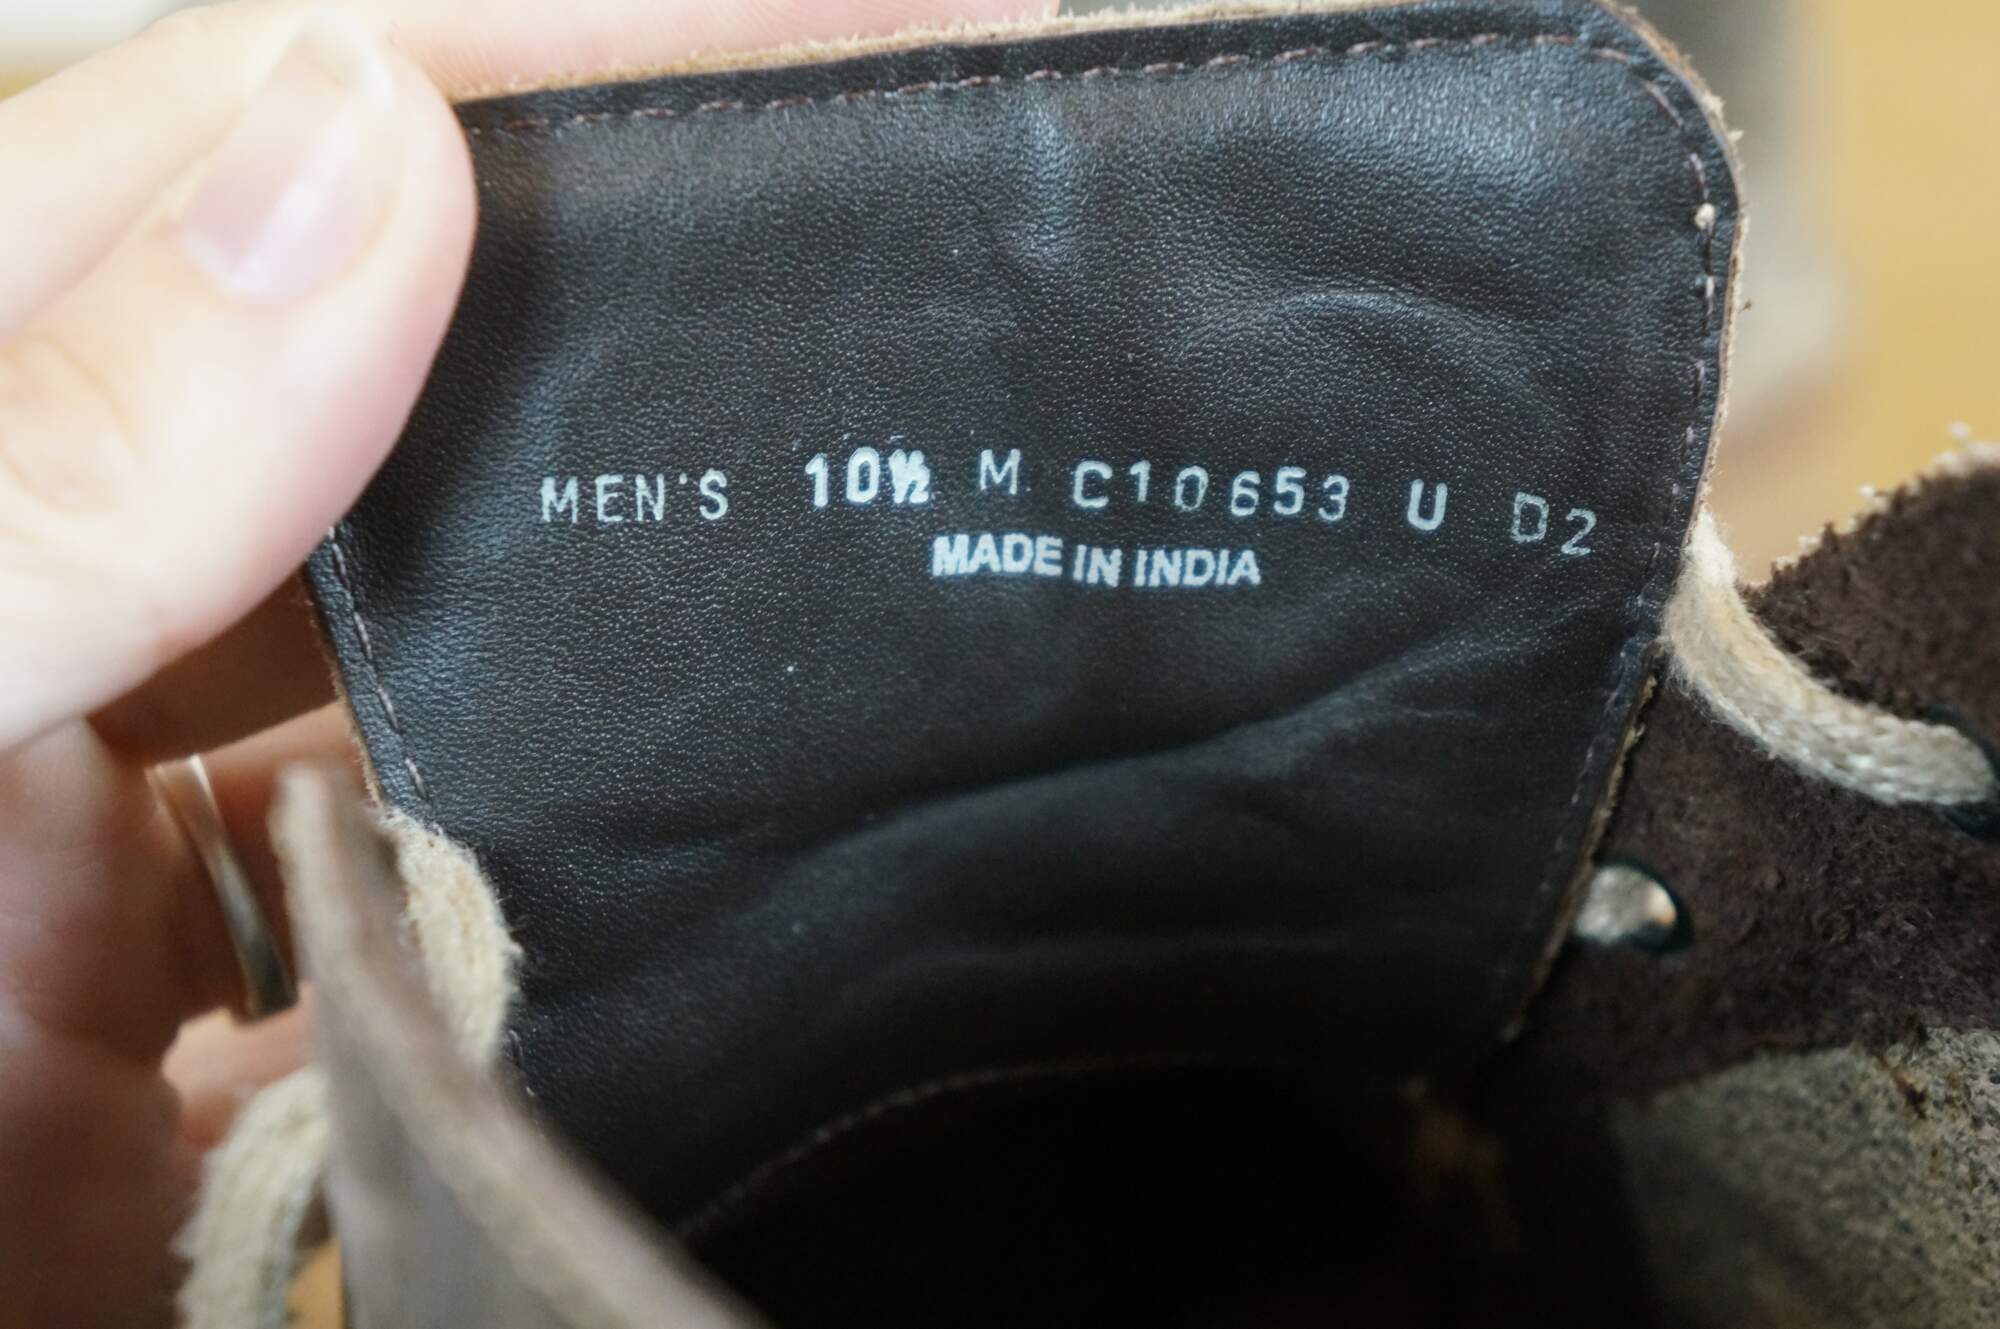 MEN'S 10½ M C10653 U D2
MADE IN INDIA